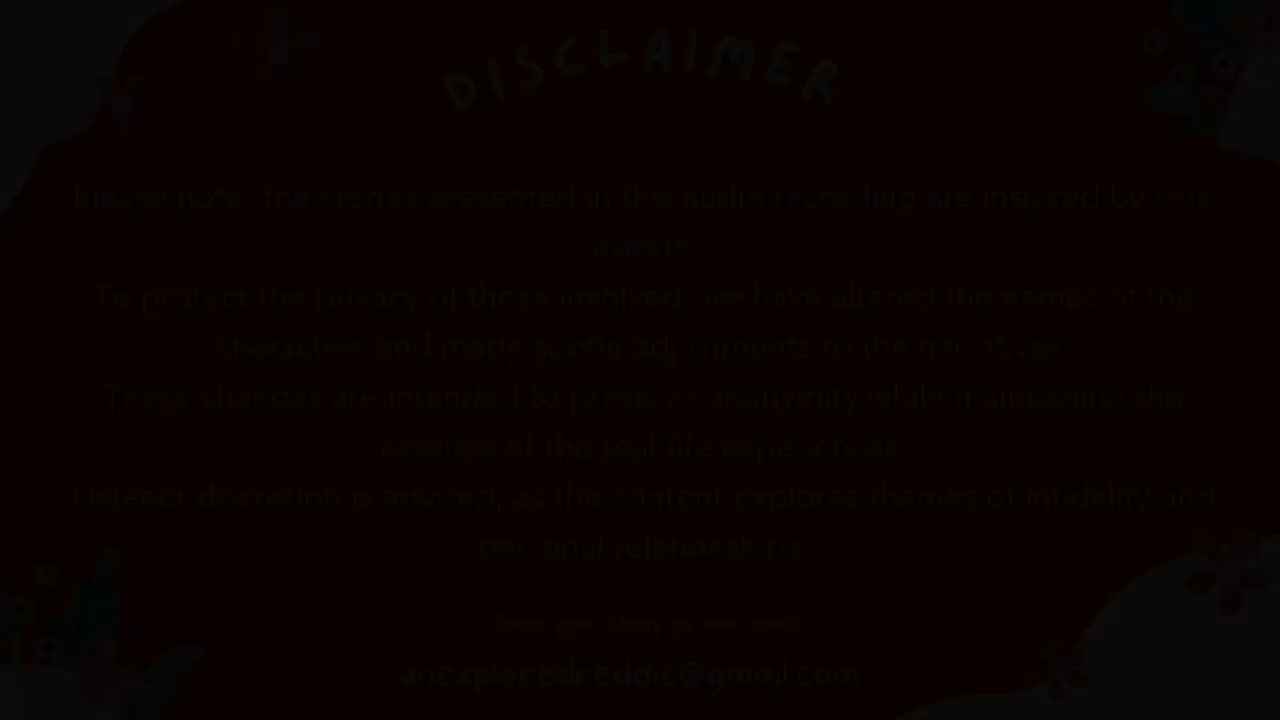 DISCLAIMER
Please note, the stories presented in this audio recording are inspired by true
events.
To protect the privacy of those involved, we have altered the names of the
characters and made subtle adjustments to the narratives.
These changes are intended to preserve anonymity while maintaining the
essence of the real-life experiences.
Listener discretion is advised, as the content explores themes of infidelity and
personal relationships.
unexploredreddit@gmail.com